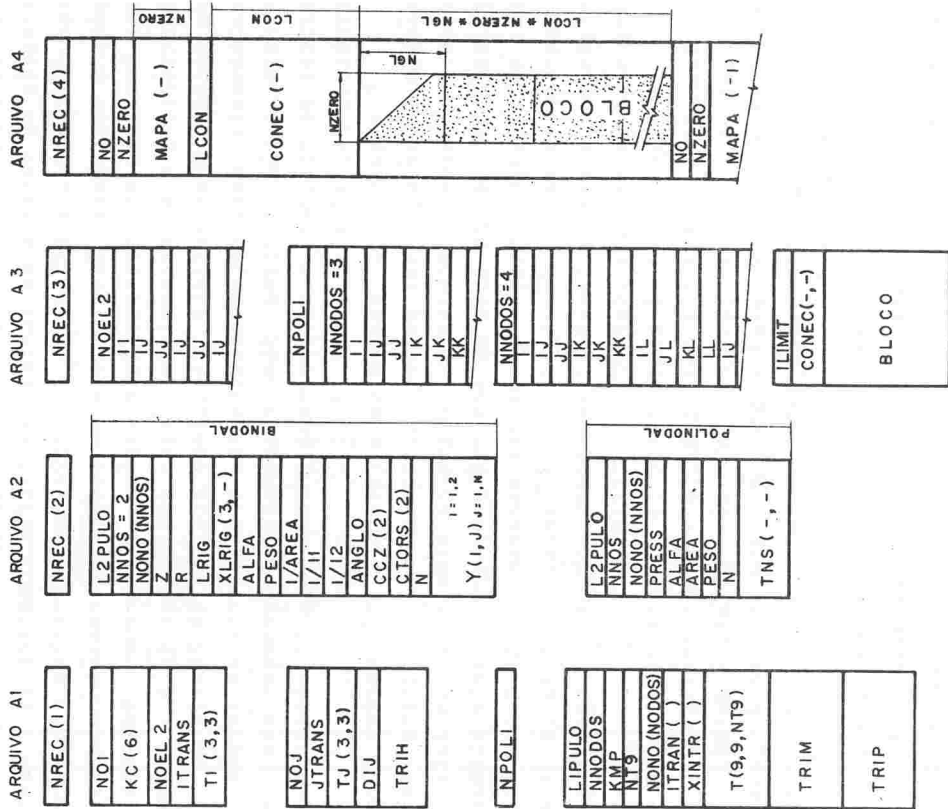 ARQUIVO A1
NREC (1)
NOI
KC (6)
NOEL 2
ITRANS
TI (3,3)
NOJ
JTRANS
TJ (3,3)
DIJ
TRIH
NPOLI
L1PULO
NNODOS
KMP
NT9
NONO (NODOS)
ITRAN ( )
XINTR ( )
T(9,9,NT9)
TRIM
TRIP
ARQUIVO A2
NREC (2)
L2PULO
NNOS = 2
NONO (NNOS)
Z
R
LRIG
XLRIG (3, -)
ALFA
PESO
1/AREA
1/I1
1/I2
ANGLO
CCZ (2)
CTORS (2)
N
Y (I,J) I=1,2
J=1,N
BINODAL
L2PULO
NNOS
NONO (NNOS)
PRESS
ALFA
AREA
PESO
N
TNS (-,-)
POLINODAL
ARQUIVO A3
NREC (3)
NOEL2
II
IJ
JJ
IJ
JJ
IJ
NPOLI
NNODOS = 3
II
IJ
JJ
IK
JK
KK
NNODOS = 4
II
IJ
JJ
IK
JK
KK
IL
JL
KL
LL
IJ
ILIMIT
CONEC(-,-)
BLOCO
ARQUIVO A4
NREC (4)
NO
NZERO
MAPA (-)
NZERO
LCON
CONEC (-)
LCON
NZERO
NGL
BLOCO
LCON * NZERO * NGL
NO
NZERO
MAPA (-1)